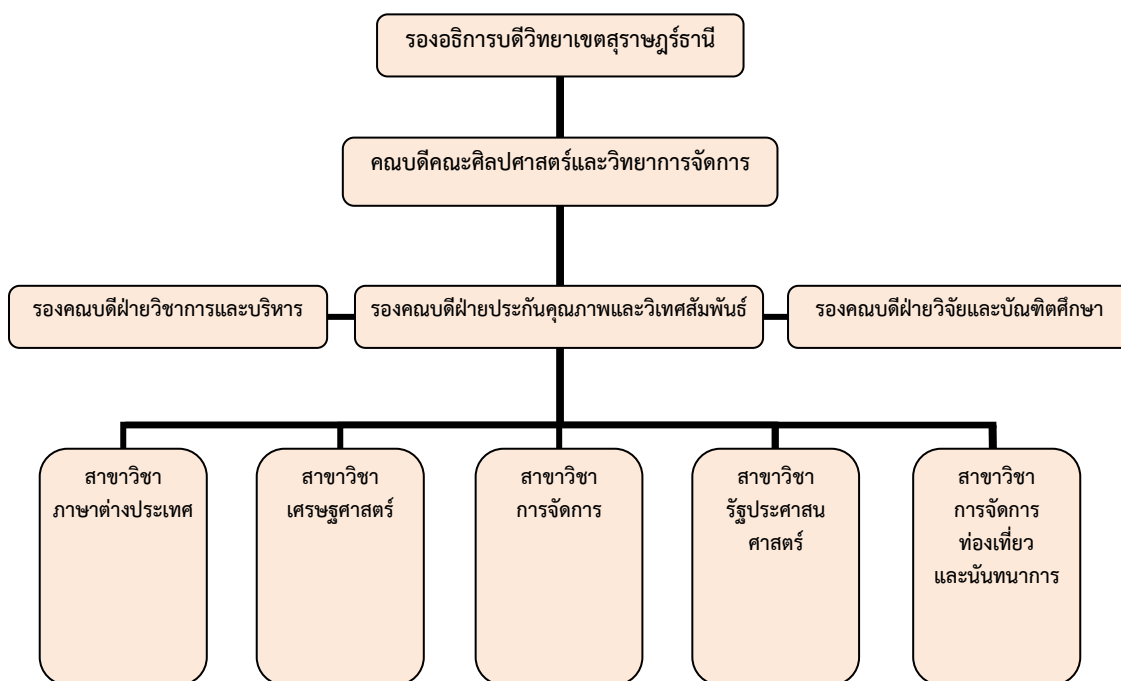 รองอธิการบดีวิทยาเขตสุราษฎร์ธานี
คณบดีคณะศิลปศาสตร์และวิทยาการจัดการ
รองคณบดีฝ่ายวิชาการและบริหาร
รองคณบดีฝ่ายประกันคุณภาพและวิเทศสัมพันธ์
รองคณบดีฝ่ายวิจัยและบัณฑิตศึกษา
สาขาวิชา
ภาษาต่างประเทศ
สาขาวิชา
เศรษฐศาสตร์
สาขาวิชา
การจัดการ
สาขาวิชา
รัฐประศาสน
ศาสตร์
สาขาวิชา
การจัดการ
ท่องเที่ยว
และนันทนาการ